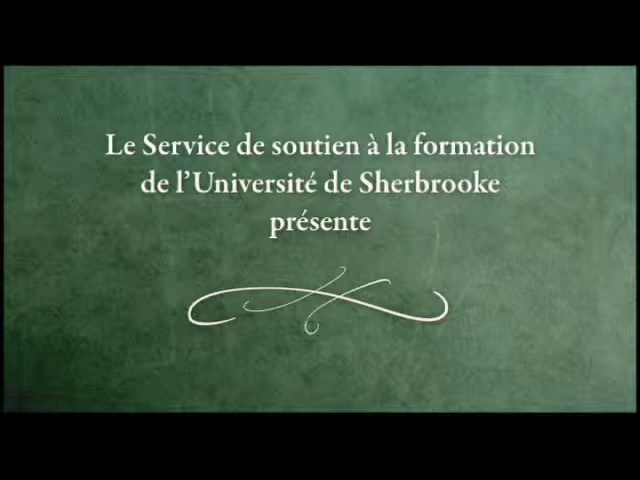 Le Service de soutien à la formation
de l’Université de Sherbrooke
présente